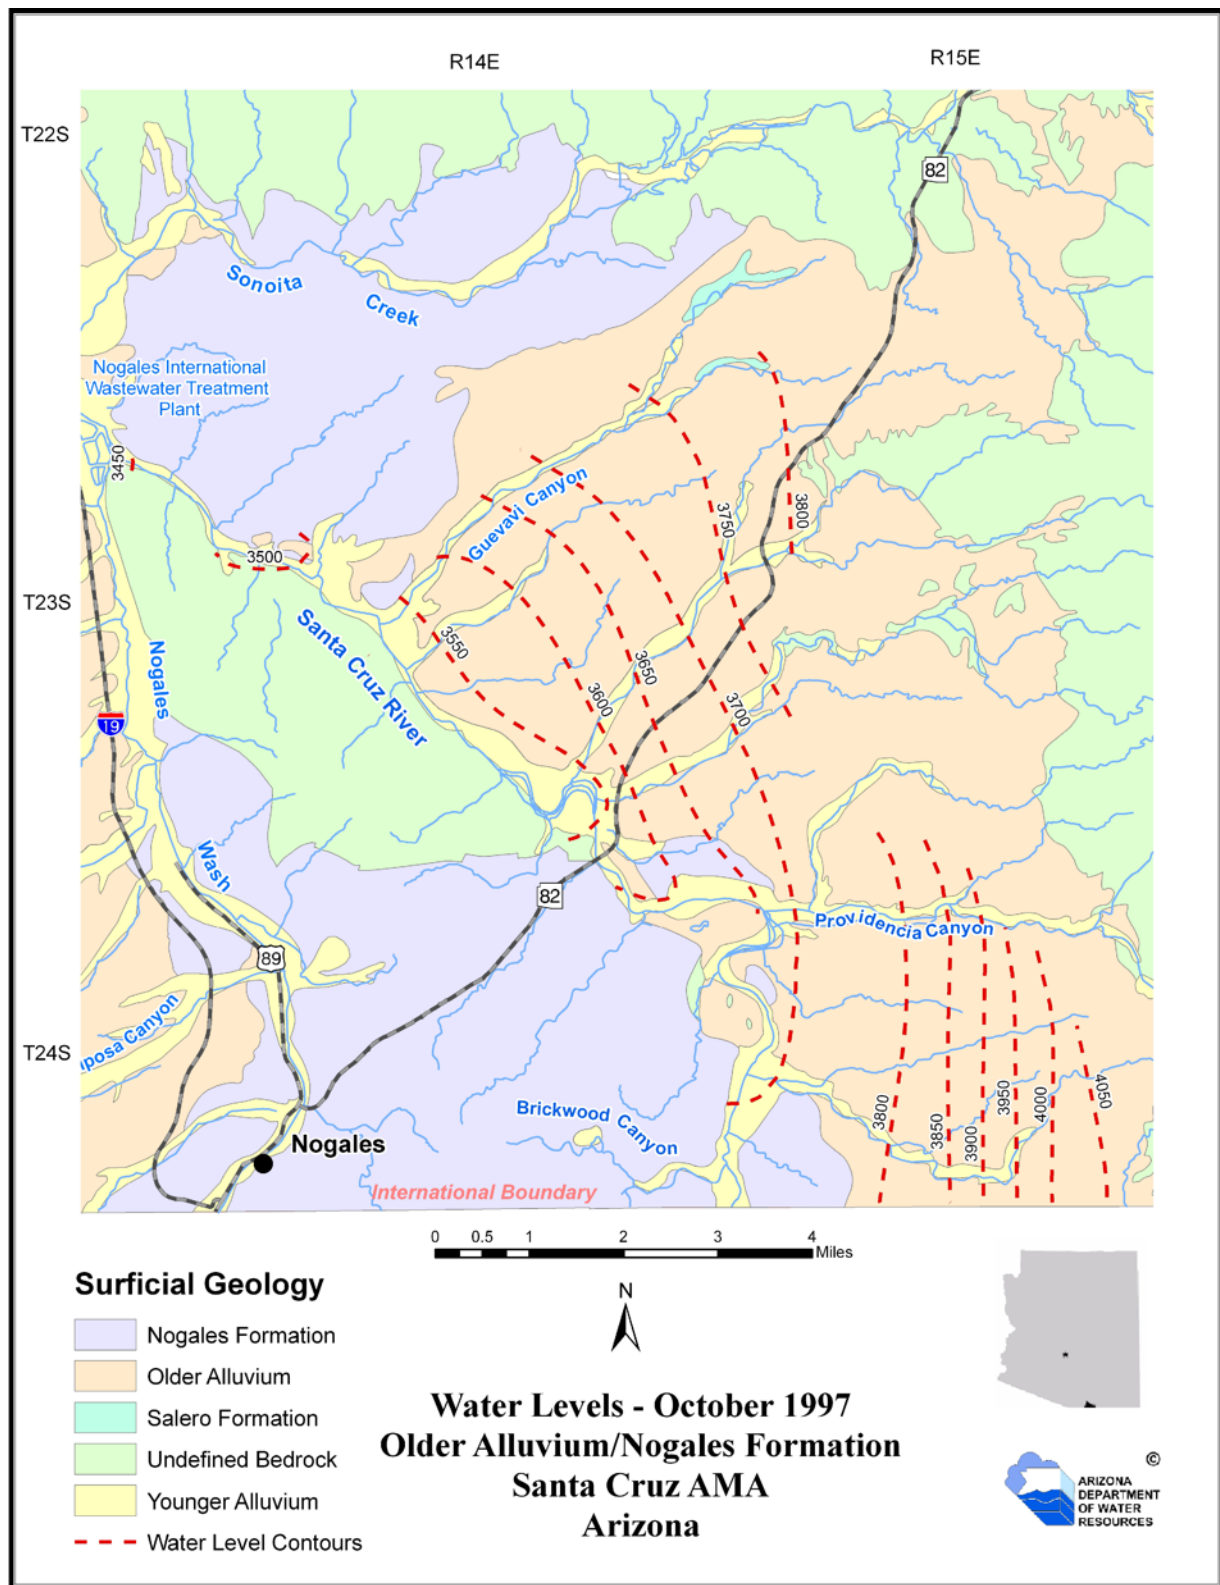 R14E
R15E
T22S
82
Sonoita
Creek
Nogales International
Wastewater Treatment
Plant
3450
Guevavi Canyon
3750
3800
3500
T23S
Santa Cruz River
3550
3650
3600
3700
Nogales
19
Wash
82
Providencia Canyon
89
aposa Canyon
T24S
3800
3850
3900
3950
4000
4050
Brickwood Canyon
Nogales
International Boundary
0 0.5 1 2 3 4
Miles
Surficial Geology
Nogales Formation
Older Alluvium
Salero Formation
Undefined Bedrock
Younger Alluvium
Water Level Contours
N
Water Levels - October 1997
Older Alluvium/Nogales Formation
Santa Cruz AMA
Arizona
©
ARIZONA
DEPARTMENT
OF WATER
RESOURCES